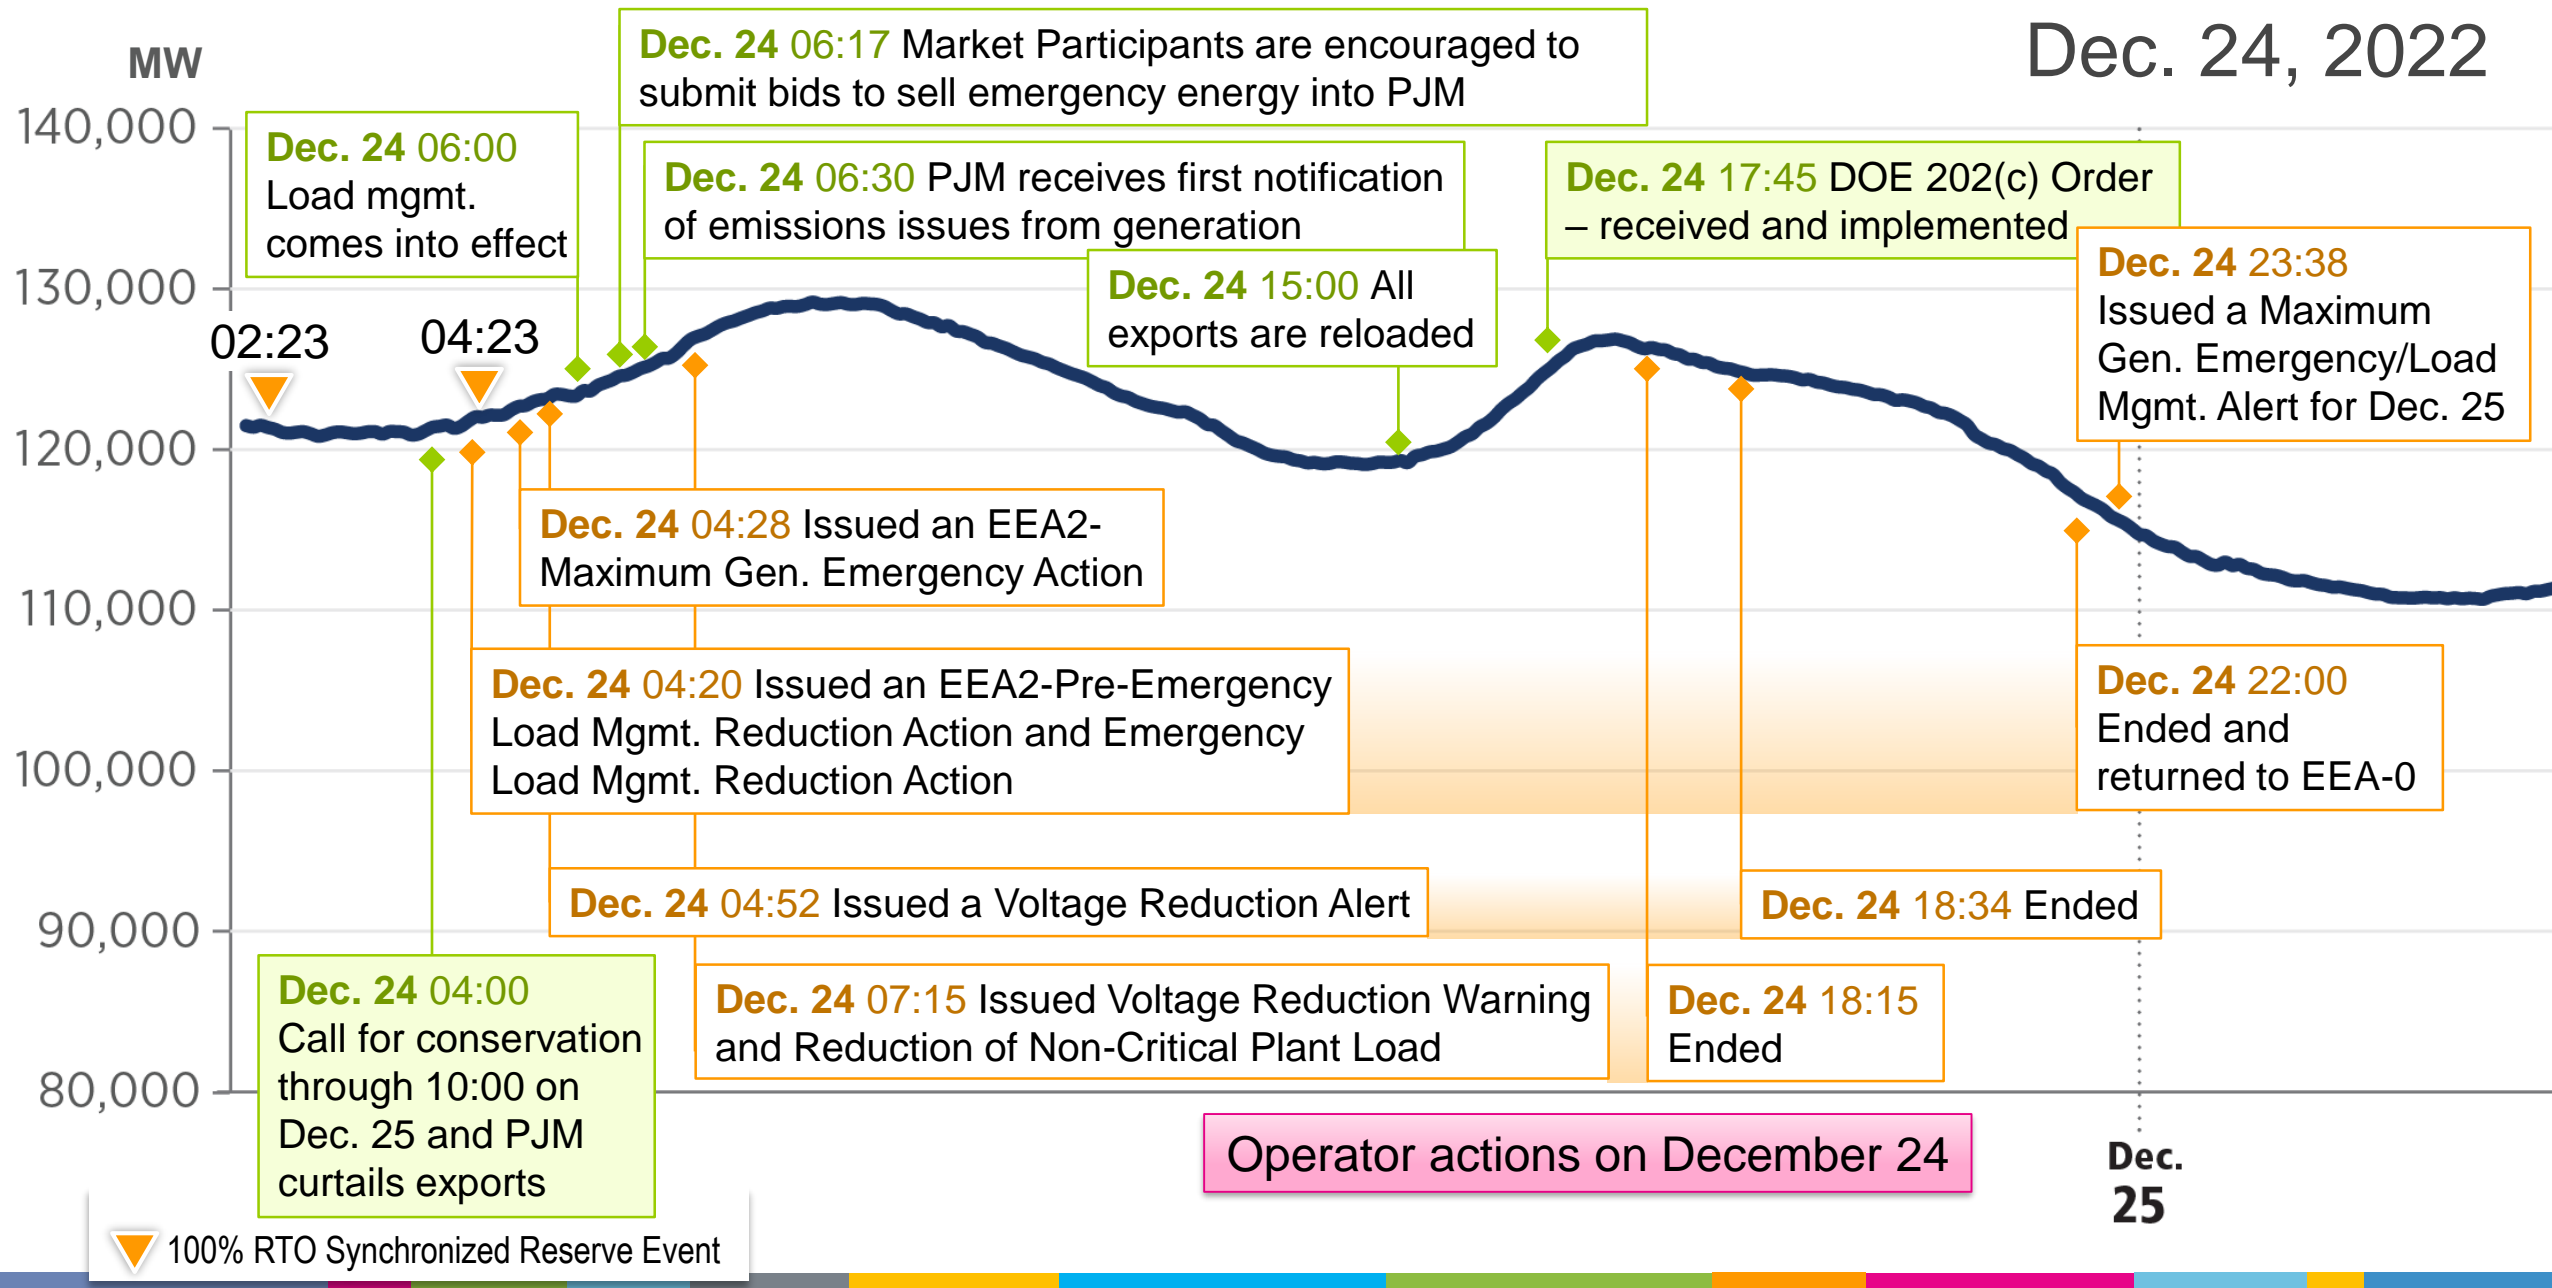 Dec. 24, 2022
MW
140,000
130,000
120,000
110,000
100,000
90,000
80,000
Dec. 24 06:17 Market Participants are encouraged to
submit bids to sell emergency energy into PJM
Dec. 24 06:00
Load mgmt.
comes into effect
Dec. 24 06:30 PJM receives first notification
of emissions issues from generation
Dec. 24 15:00 All
exports are reloaded
Dec. 24 17:45 DOE 202(c) Order
– received and implemented
Dec. 24 23:38
Issued a Maximum
Gen. Emergency/Load
Mgmt. Alert for Dec. 25
02:23
04:23
Dec. 24 04:28 Issued an EEA2-
Maximum Gen. Emergency Action
Dec. 24 04:20 Issued an EEA2-Pre-Emergency
Load Mgmt. Reduction Action and Emergency
Load Mgmt. Reduction Action
Dec. 24 22:00
Ended and
returned to EEA-0
Dec. 24 04:52 Issued a Voltage Reduction Alert
Dec. 24 18:34 Ended
Dec. 24 07:15 Issued Voltage Reduction Warning
and Reduction of Non-Critical Plant Load
Dec. 24 18:15
Ended
Dec. 24 04:00
Call for conservation
through 10:00 on
Dec. 25 and PJM
curtails exports
Operator actions on December 24
Dec.
25
100% RTO Synchronized Reserve Event